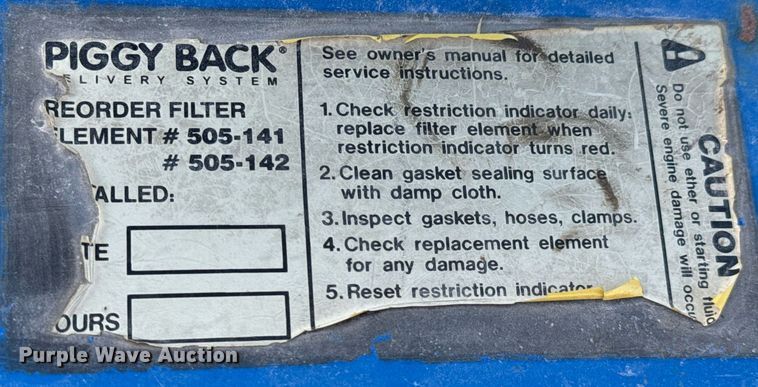 PIGGY BACK®
ELIVERY SYSTEM
REORDER FILTER
ELEMENT # 505-141
# 505-142
ALLED:
TE
OURS
See owner's manual for detailed
service instructions.
1. Check restriction indicator daily:
replace filter element when
restriction indicator turns red.
2. Clean gasket sealing surface
with damp cloth.
3. Inspect gaskets, hoses, clamps.
4. Check replacement element
for any damage.
5. Reset restriction indicator
CAUTION
Do not use ether or starting fluid
Severe engine damage will occu
Purple Wave Auction